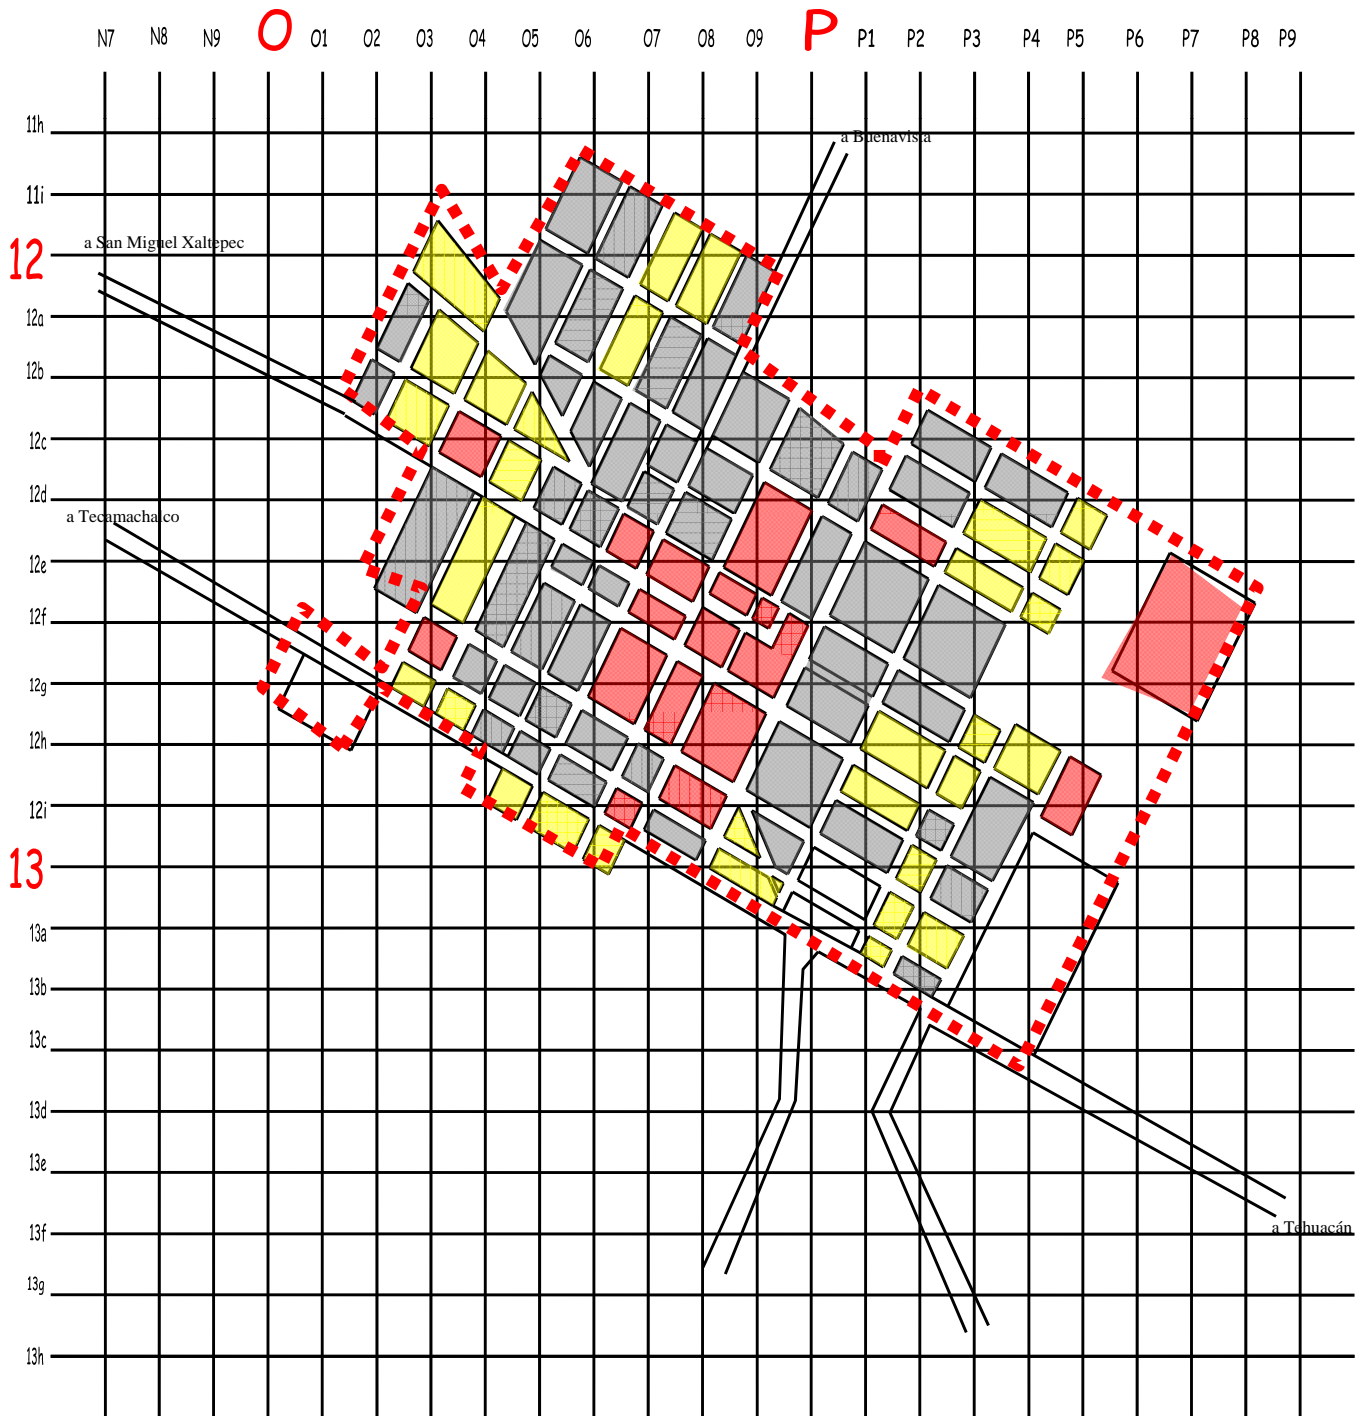 N7 N8 N9 O O1 O2 O3 O4 O5 O6 O7 O8 O9 P P1 P2 P3 P4 P5 P6 P7 P8 P9
11h
a Buenavista
11i
a San Miguel Xaltepec
12
12a
12b
12c
12d
a Tecamachalco
12e
12f
12g
12h
12i
13
13a
13b
13c
13d
13e
13f
a Tehuacán
13g
13h